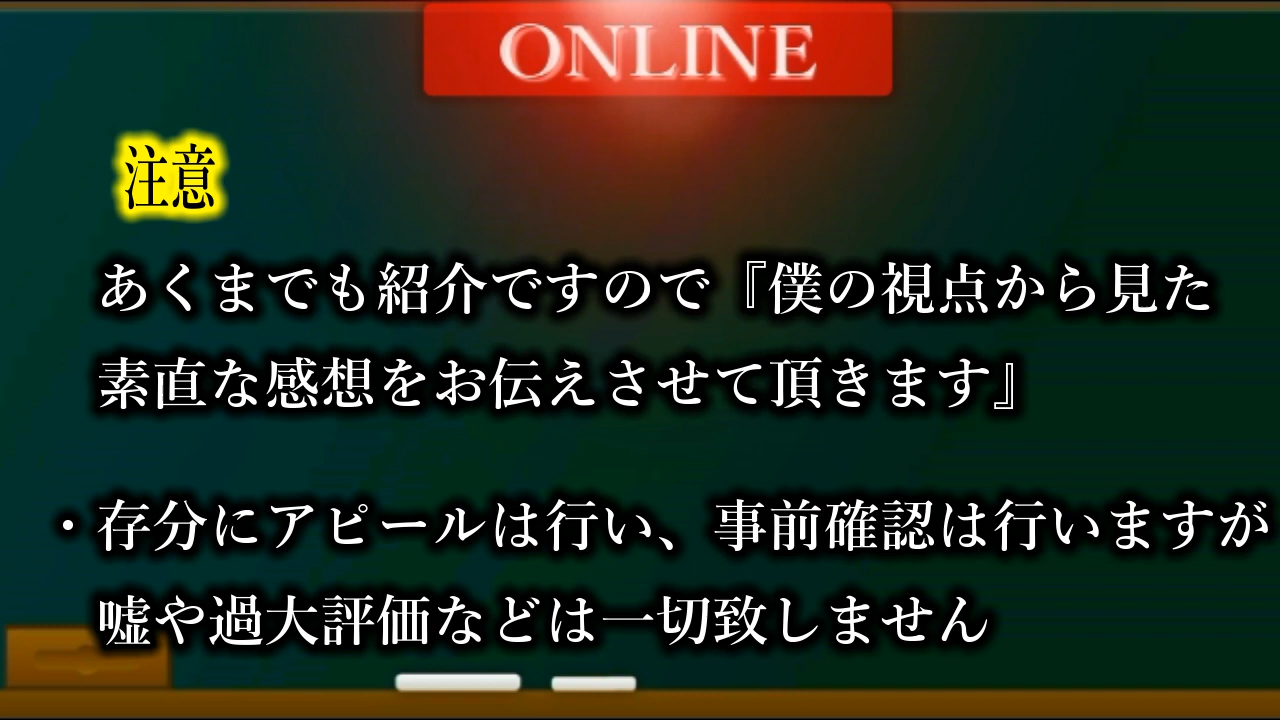 ONLINE
注意
あくまでも紹介ですので『僕の視点から見た
素直な感想をお伝えさせて頂きます』
・存分にアピールは行い、事前確認は行いますが
嘘や過大評価などは一切致しません